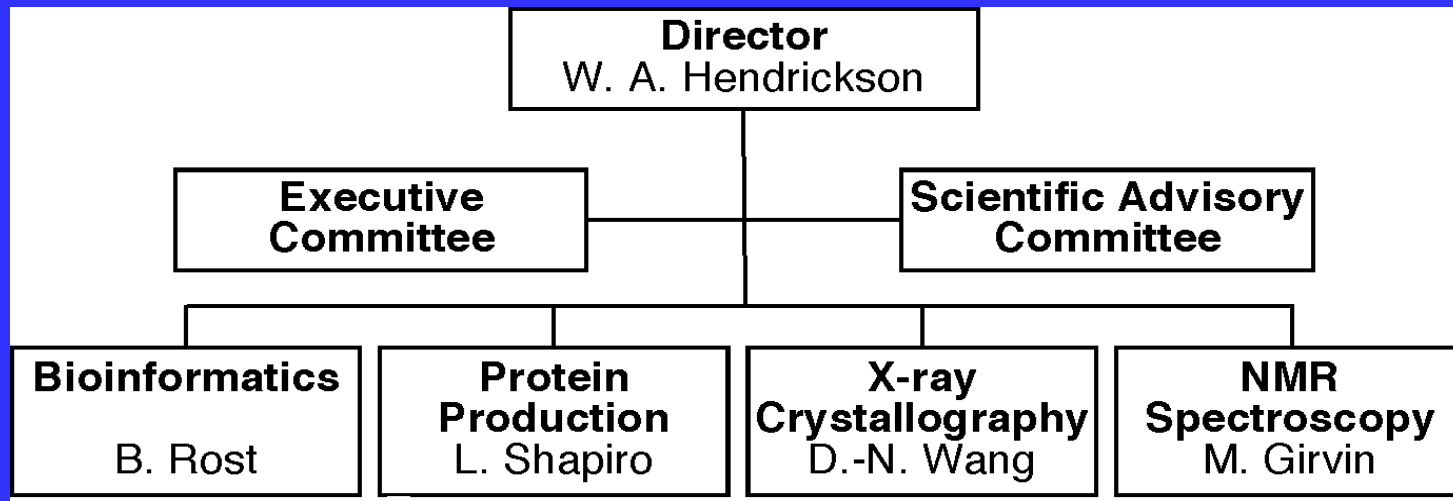 Director
W. A. Hendrickson
Executive
Committee
Scientific Advisory
Committee
Bioinformatics
B. Rost
Protein
Production
L. Shapiro
X-ray
Crystallography
D.-N. Wang
NMR
Spectroscopy
M. Girvin